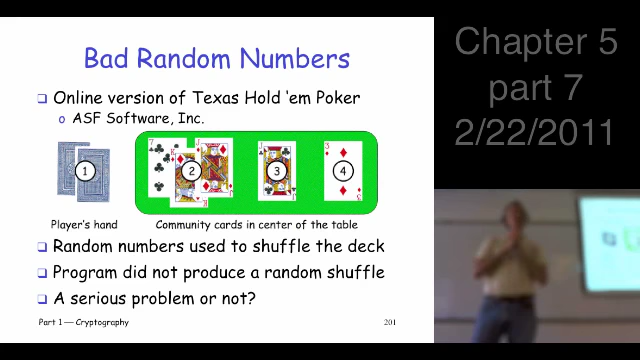 Bad Random Numbers
Online version of Texas Hold 'em Poker
ASF Software, Inc.
7
K
J
J
3
1
2
3
4
Player's hand
Community cards in center of the table
Random numbers used to shuffle the deck
Program did not produce a random shuffle
A serious problem or not?
Part 1 — Cryptography
201
Chapter 5
part 7
2/22/2011